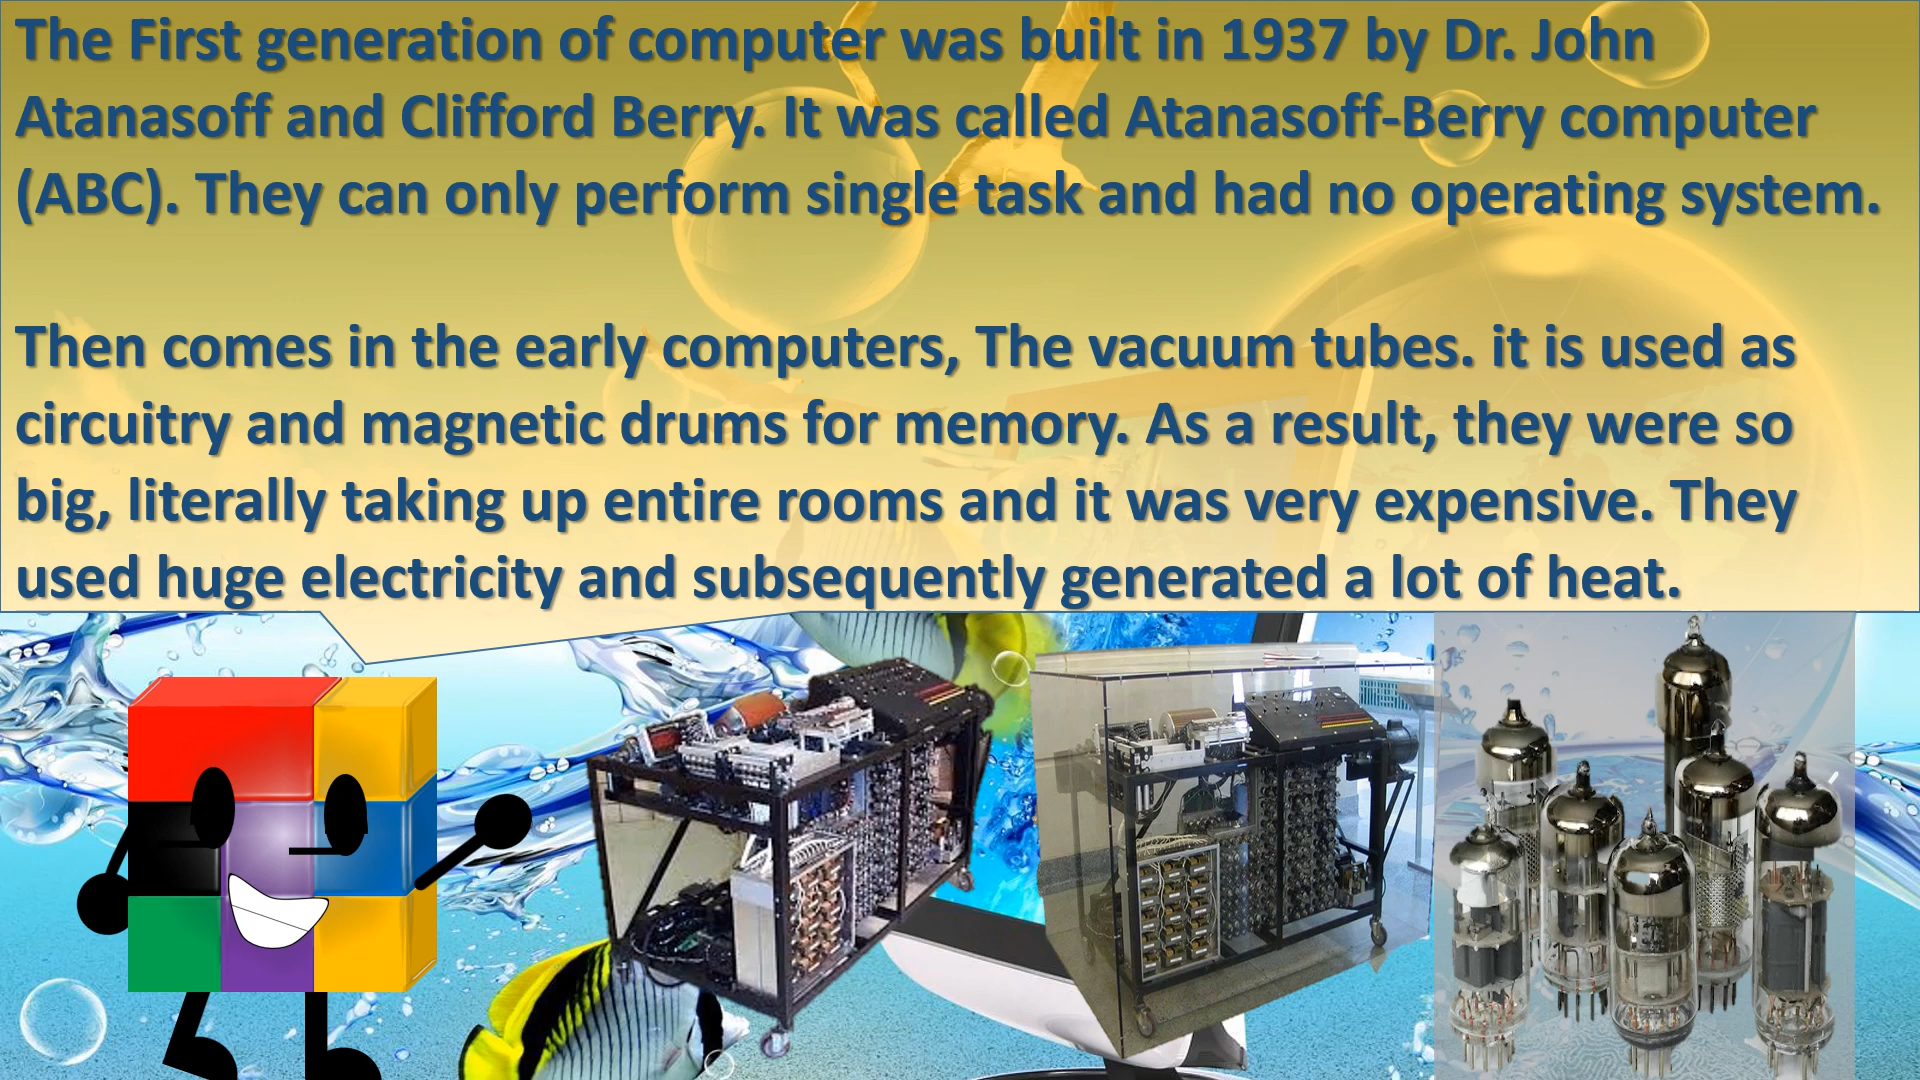 The First generation of computer was built in 1937 by Dr. John
Atanasoff and Clifford Berry. It was called Atanasoff-Berry computer
(ABC). They can only perform single task and had no operating system.
Then comes in the early computers, The vacuum tubes. it is used as
circuitry and magnetic drums for memory. As a result, they were so
big, literally taking up entire rooms and it was very expensive. They
used huge electricity and subsequently generated a lot of heat.